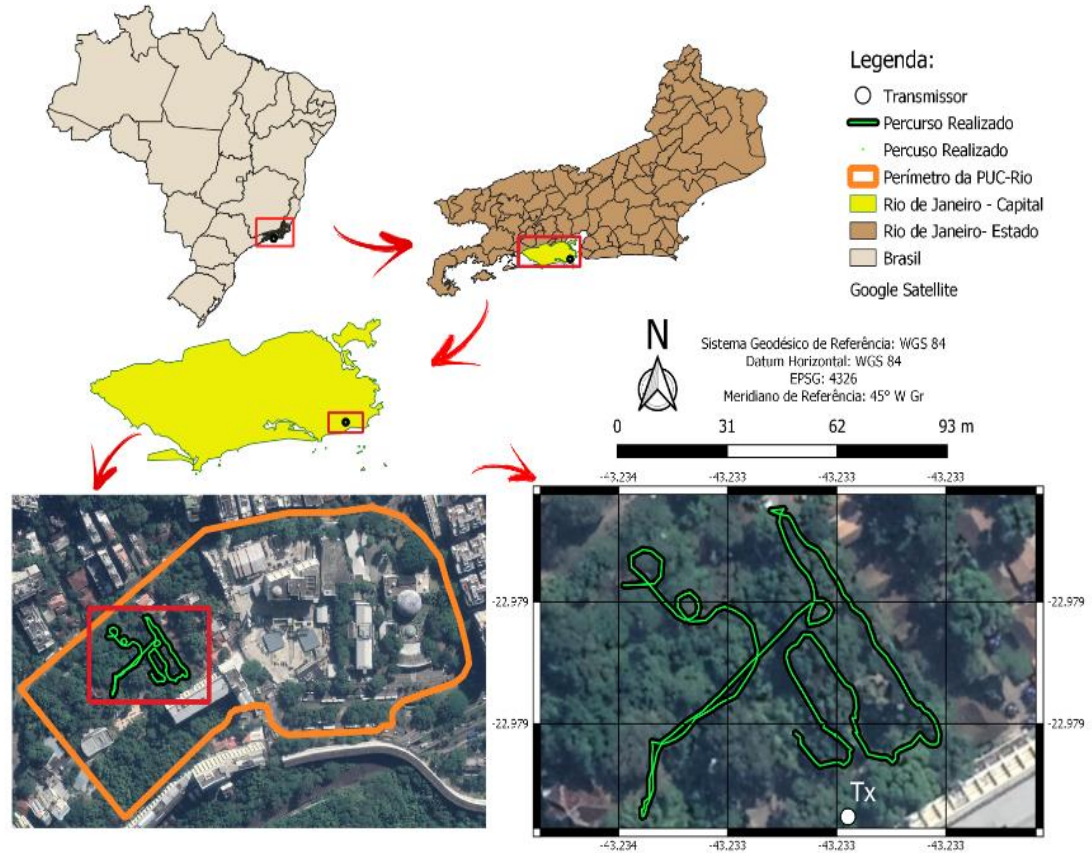 Legenda:
Transmissor
Percurso Realizado
Percuso Realizado
Perímetro da PUC-Rio
Rio de Janeiro - Capital
Rio de Janeiro- Estado
Brasil
Google Satellite
N
Sistema Geodésico de Referência: WGS 84
Datum Horizontal: WGS 84
EPSG: 4326
Meridiano de Referência: 45° W Gr
0 31 62 93 m
-43.234 -43.233 -43.233 -43.233
-22.979 -22.979
-22.979 -22.979
Tx
-43.234 -43.233 -43.233 -43.233